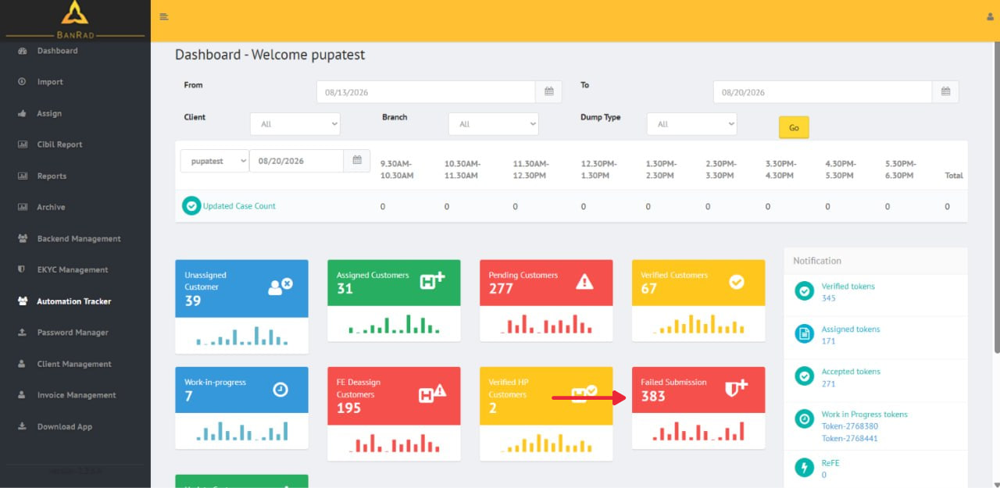 BANRAD
Dashboard
Import
Assign
Cibil Report
Reports
Archive
Backend Management
EKYC Management
Automation Tracker
Password Manager
Client Management
Invoice Management
Download App
Dashboard - Welcome pupatest
From
08/13/2026
To
08/20/2026
Client
All
Branch
All
Dump Type
All
Go
pupatest
08/20/2026
9.30AM-
10.30AM
10.30AM-
11.30AM
11.30AM-
12.30PM
12.30PM-
1.30PM
1.30PM-
2.30PM
2.30PM-
3.30PM
3.30PM-
4.30PM
4.30PM-
5.30PM
5.30PM-
6.30PM
Total
Updated Case Count
0 0 0 0 0 0 0 0 0 0
Unassigned
Customer
39
Assigned Customers
31
Pending Customers
277
Verified Customers
67
Work-in-progress
7
FE Deassign
Customers
195
Verified HP
Customers
2
Failed Submission
383
Notification
Verified tokens
345
Assigned tokens
171
Accepted tokens
271
Work in Progress tokens
Token-2768380
Token-2768441
ReFE
0